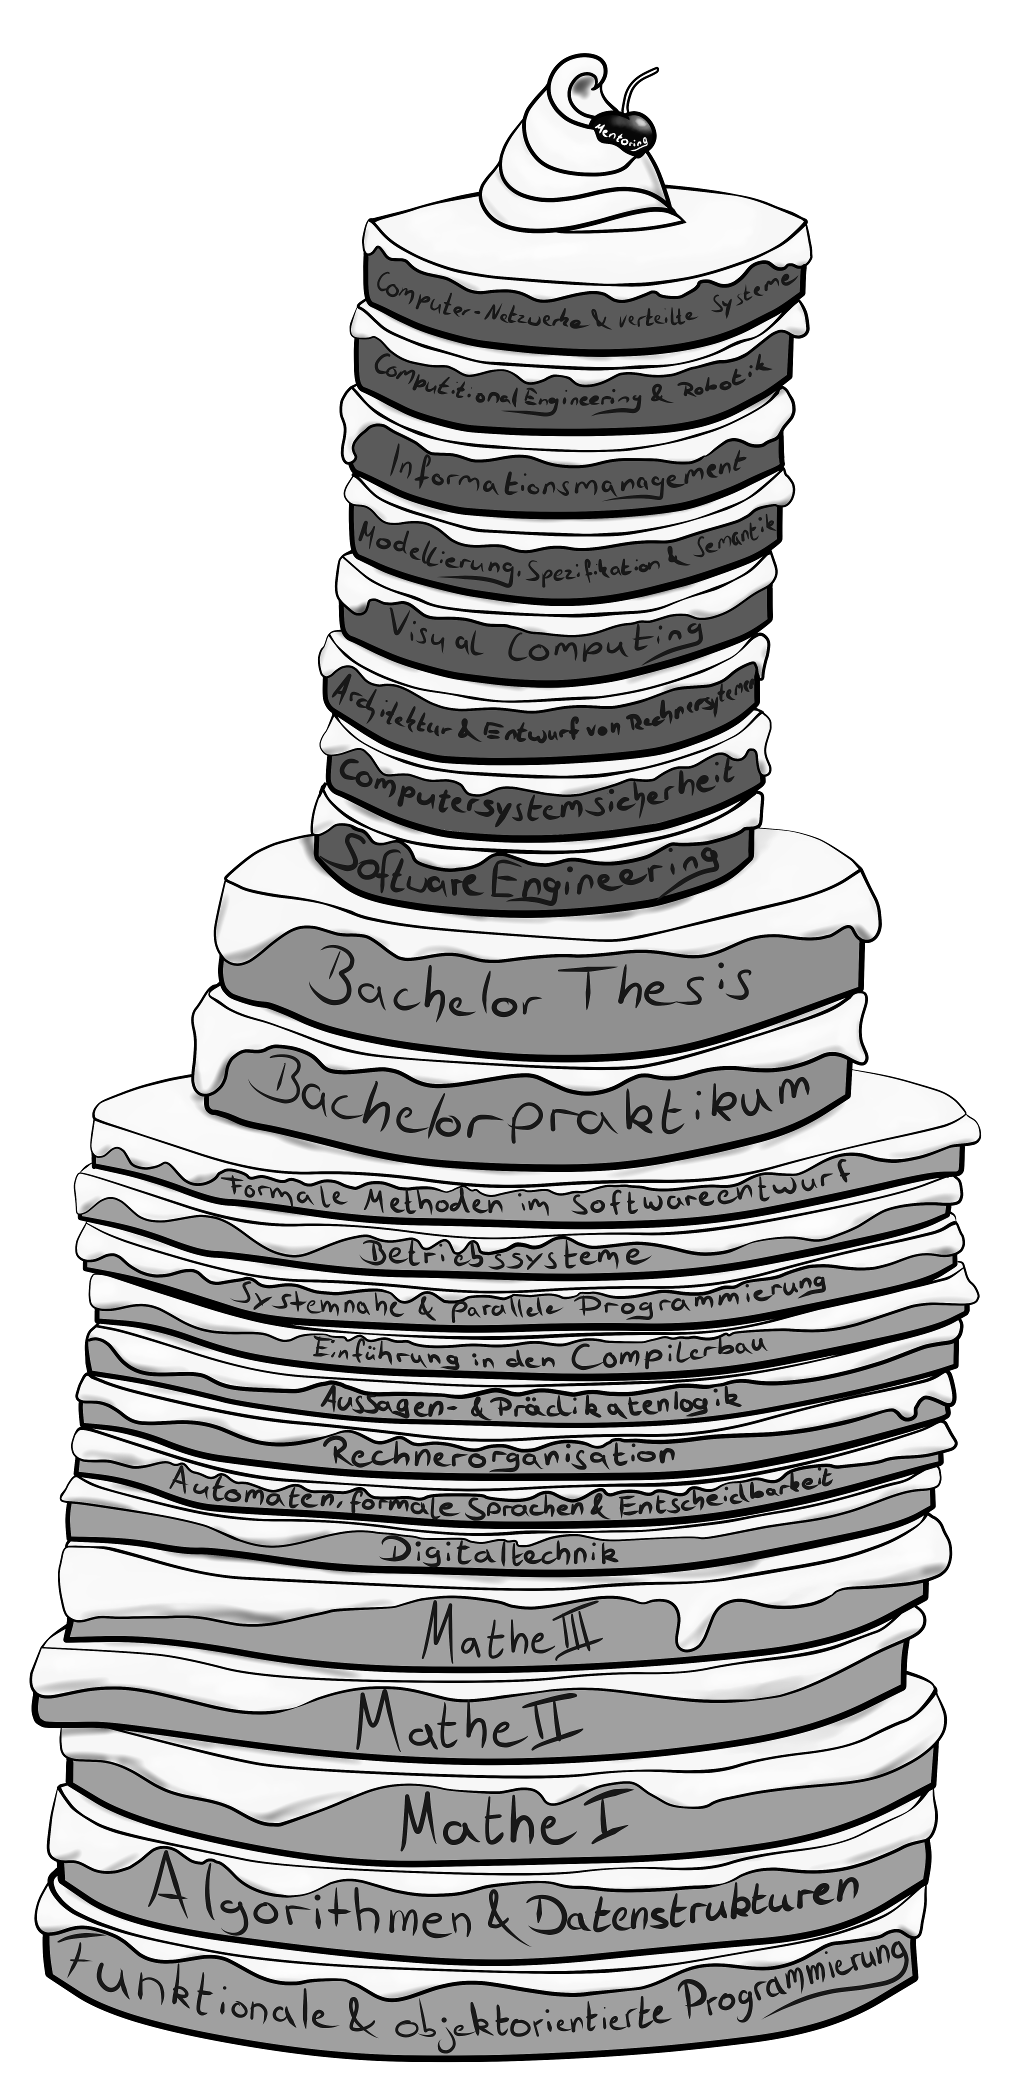 Mentoring
Computer-Netzwerke & verteilte Systeme
Computitional Engineering & Robotik
Informationsmanagement
Modellierung, Spezifikation & Semantik
Visual Computing
Architektur & Entwurf von Rechnersytemen
Computersystemsicherheit
Software Engineering
Bachelor Thesis
Bachelorpraktikum
Formale Methoden im Softwareentwurf
Betriebssysteme
Systemnahe & parallele Programmierung
Einführung in den Compilerbau
Aussagen- & Prädikatenlogik
Rechnerorganisation
Automaten, formale Sprachen & Entscheidbarkeit
Digitaltechnik
Mathe III
Mathe II
Mathe I
Algorithmen & Datenstrukturen
Funktionale & objektorientierte Programmierung